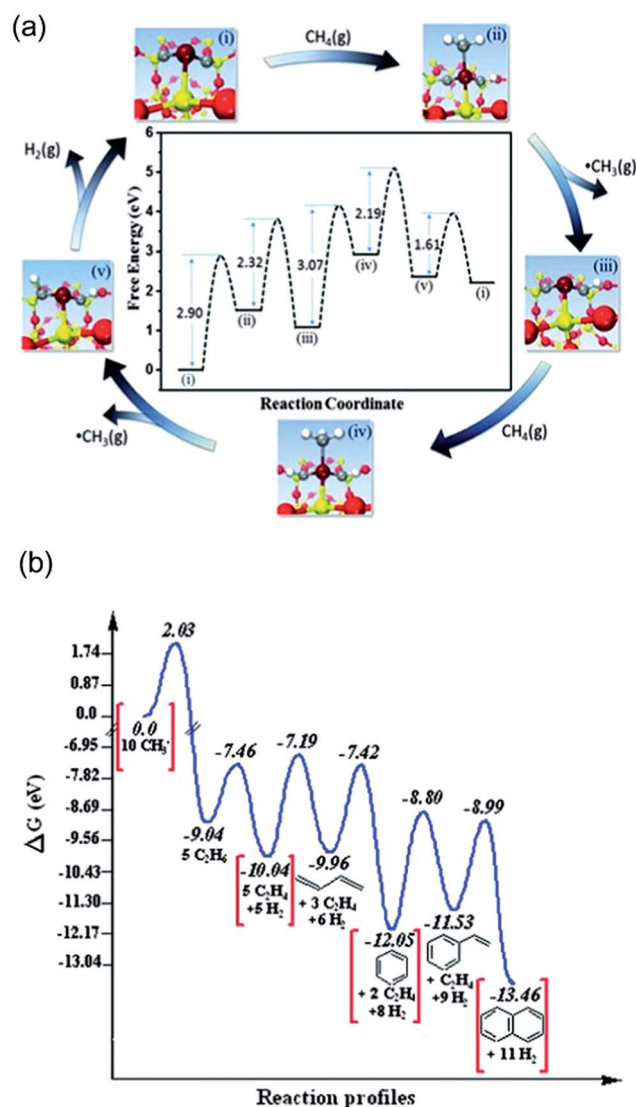 (a)
(i)
CH₄(g)
(ii)
H₂(g)
•CH₃(g)
6
5
4
3
2
1
0
Free Energy (eV)
2.90
2.32
3.07
2.19
1.61
(i)
(ii)
(iii)
(iv)
(v)
(i)
Reaction Coordinate
(v)
(iii)
•CH₃(g)
(iv)
CH₄(g)
(b)
ΔG (eV)
1.74
0.87
0.0
-6.95
-7.82
-8.69
-9.56
-10.43
-11.30
-12.17
-13.04
2.03
0.0
10 CH₃·
-9.04
5 C₂H₆
-7.46
-10.04
5 C₂H₄
+5 H₂
-7.19
-9.96
+ 3 C₂H₄
+6 H₂
-7.42
-12.05
+ 2 C₂H₄
+8 H₂
-8.80
-11.53
+ C₂H₄
+9 H₂
-8.99
-13.46
+ 11 H₂
Reaction profiles